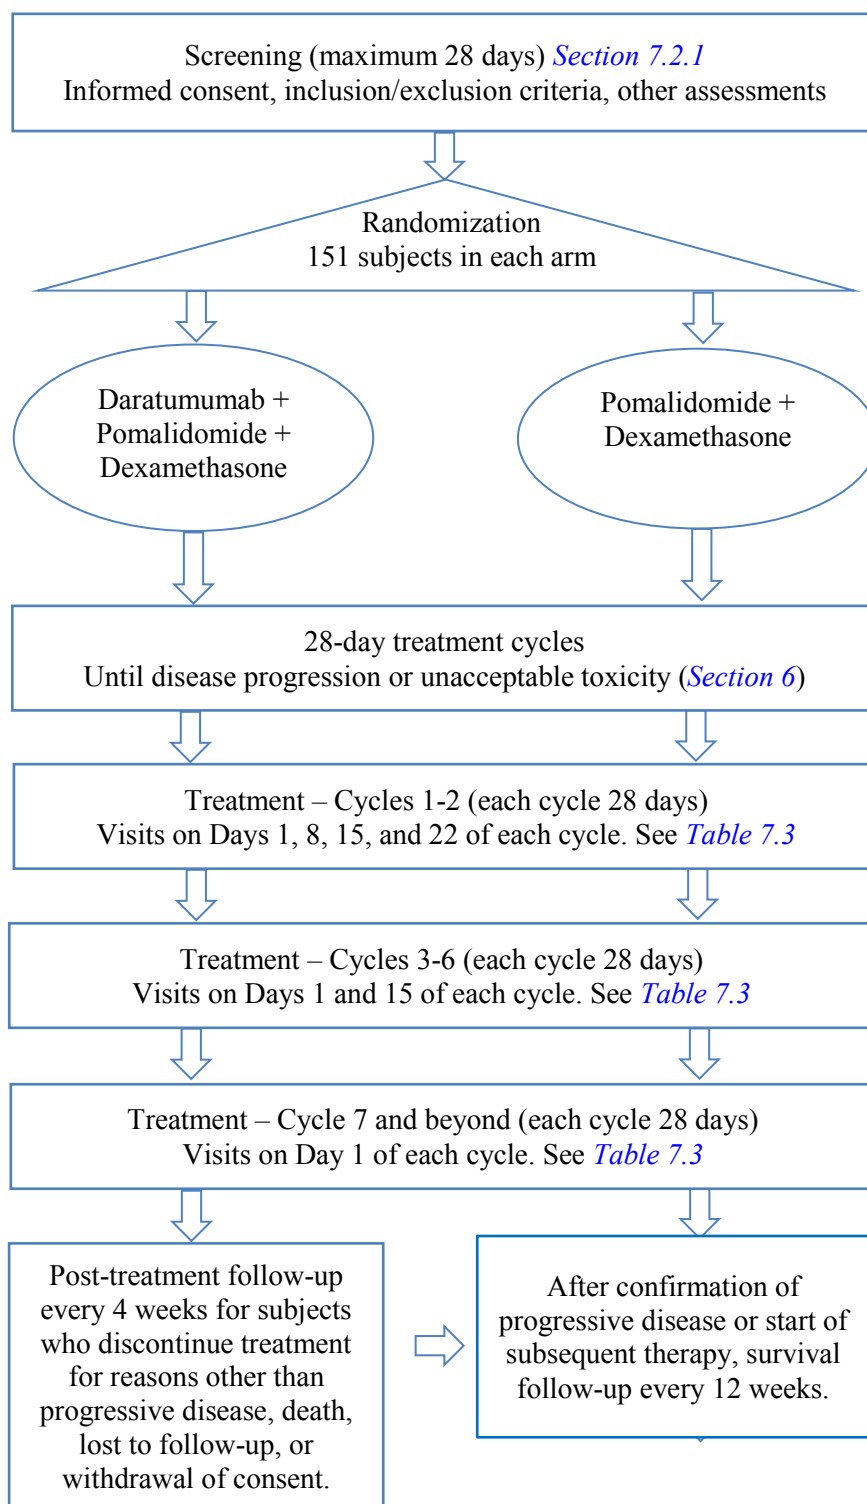 Screening (maximum 28 days) Section 7.2.1
Informed consent, inclusion/exclusion criteria, other assessments
Randomization
151 subjects in each arm
Daratumumab +
Pomalidomide +
Dexamethasone
Pomalidomide +
Dexamethasone
28-day treatment cycles
Until disease progression or unacceptable toxicity (Section 6)
Treatment – Cycles 1-2 (each cycle 28 days)
Visits on Days 1, 8, 15, and 22 of each cycle. See Table 7.3
Treatment – Cycles 3-6 (each cycle 28 days)
Visits on Days 1 and 15 of each cycle. See Table 7.3
Treatment – Cycle 7 and beyond (each cycle 28 days)
Visits on Day 1 of each cycle. See Table 7.3
Post-treatment follow-up
every 4 weeks for subjects
who discontinue treatment
for reasons other than
progressive disease, death,
lost to follow-up, or
withdrawal of consent.
After confirmation of
progressive disease or start of
subsequent therapy, survival
follow-up every 12 weeks.